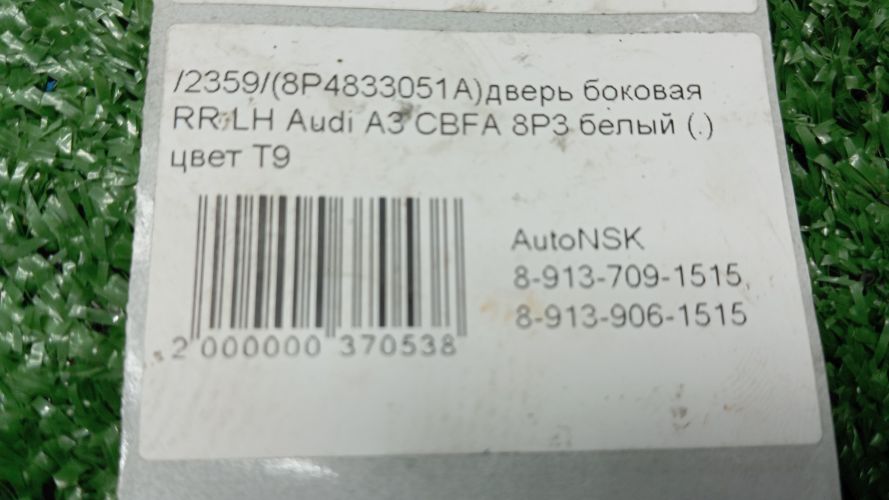 /2359/(8P4833051A)дверь боковая
RR LH Audi A3 CBFA 8P3 белый (.)
цвет T9
AutoNSK
8-913-709-1515,
8-913-906-1515
2 000000 370538